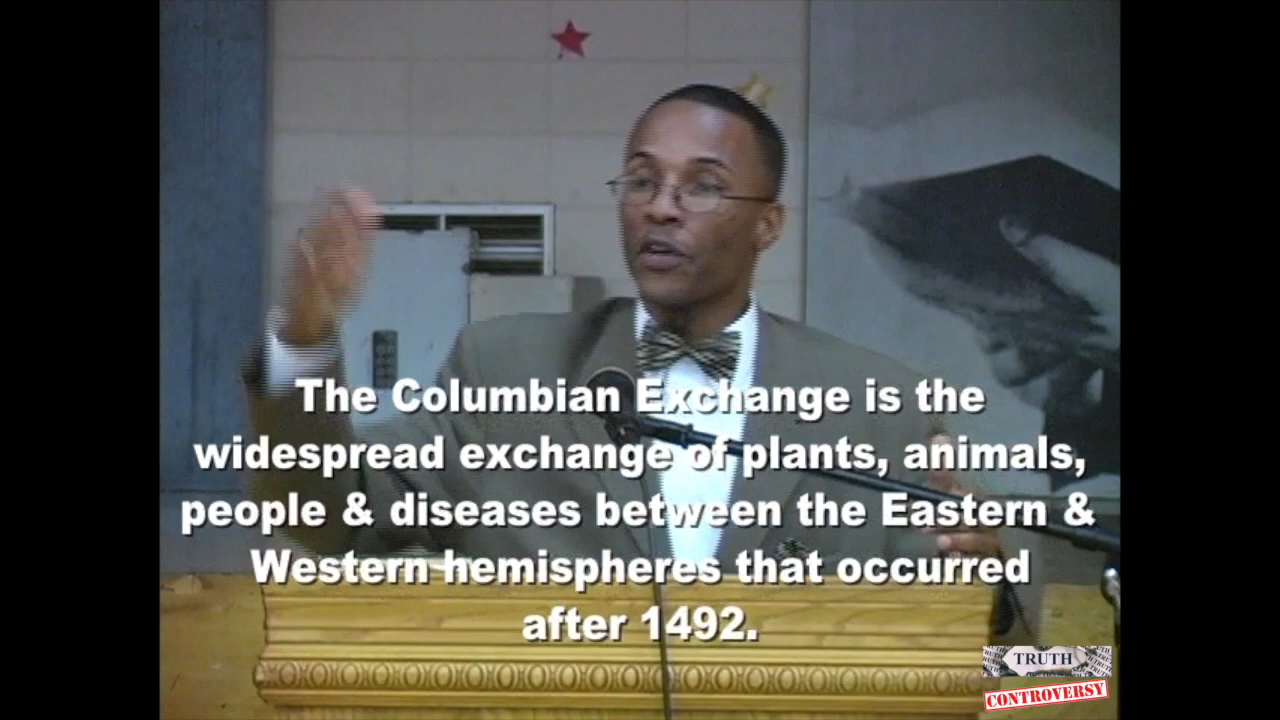 The Columbian Exchange is the
widespread exchange of plants, animals,
people & diseases between the Eastern &
Western hemispheres that occurred
after 1492.
TRUTH
CONTROVERSY